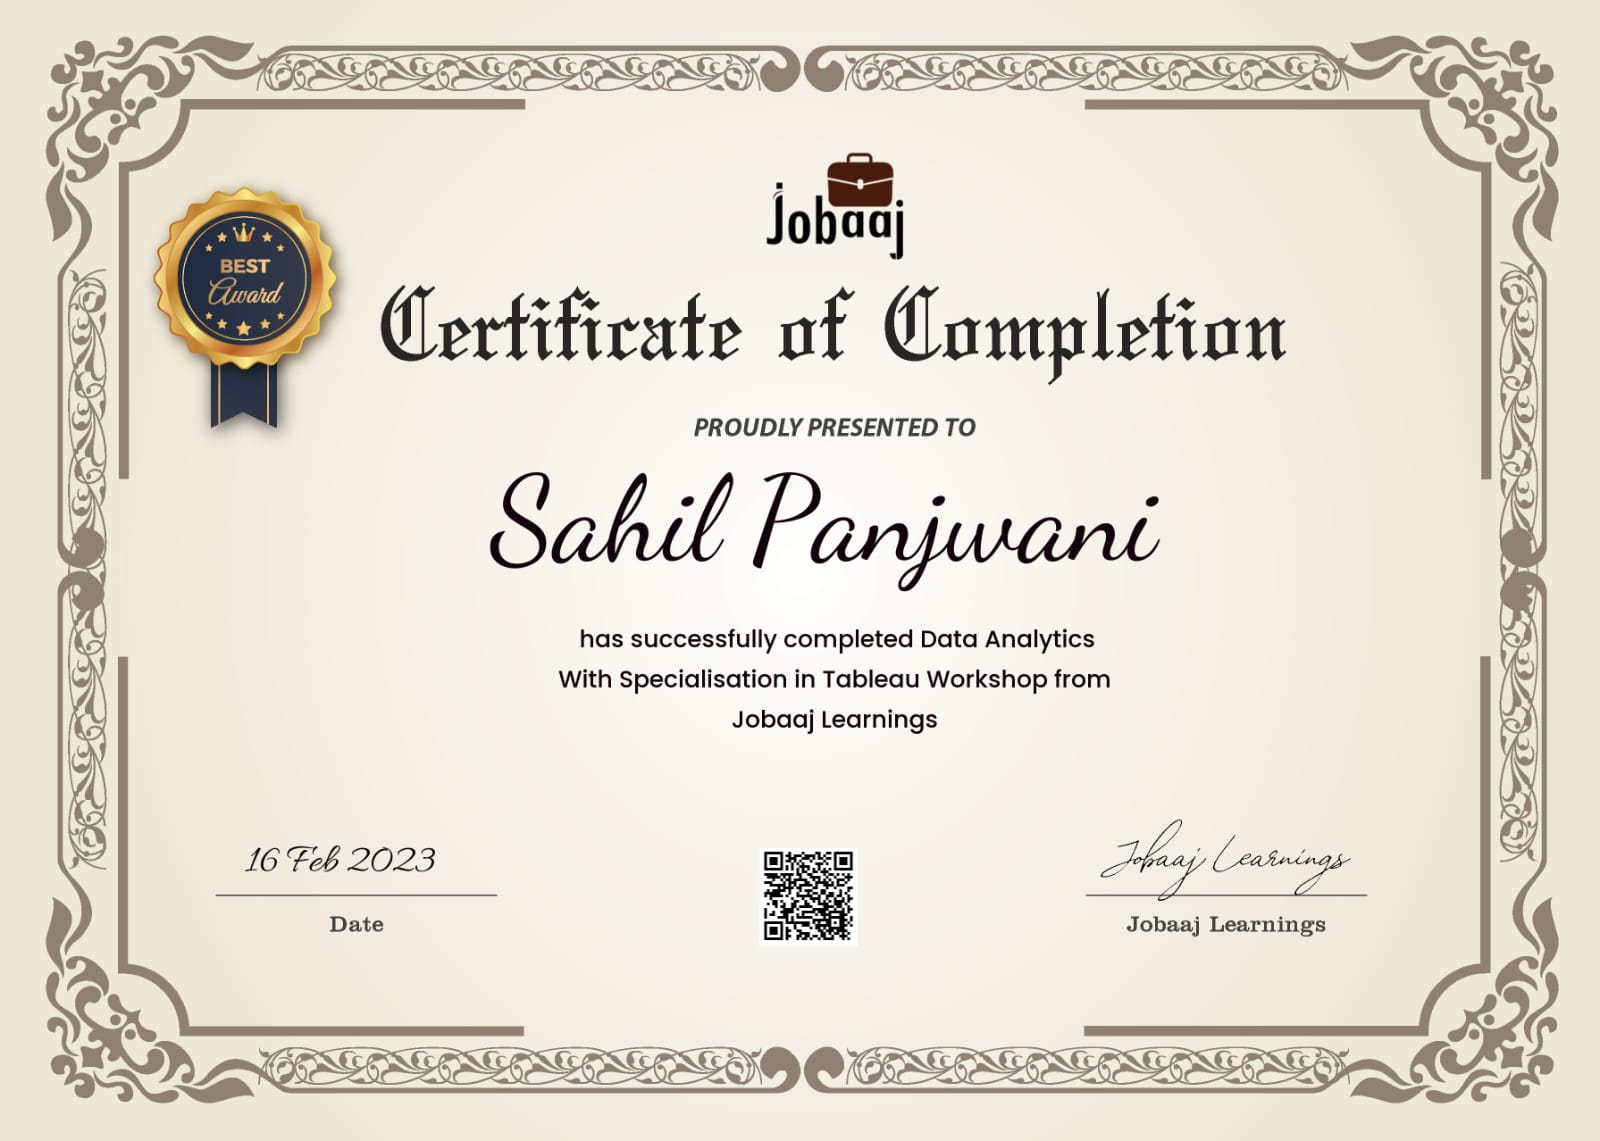 Jobaaj
BEST
Award
Certificate of Completion
PROUDLY PRESENTED TO
Sahil Panjwani
has successfully completed Data Analytics
With Specialisation in Tableau Workshop from
Jobaaj Learnings
16 Feb 2023
Date
Jobaaj Learnings
Jobaaj Learnings